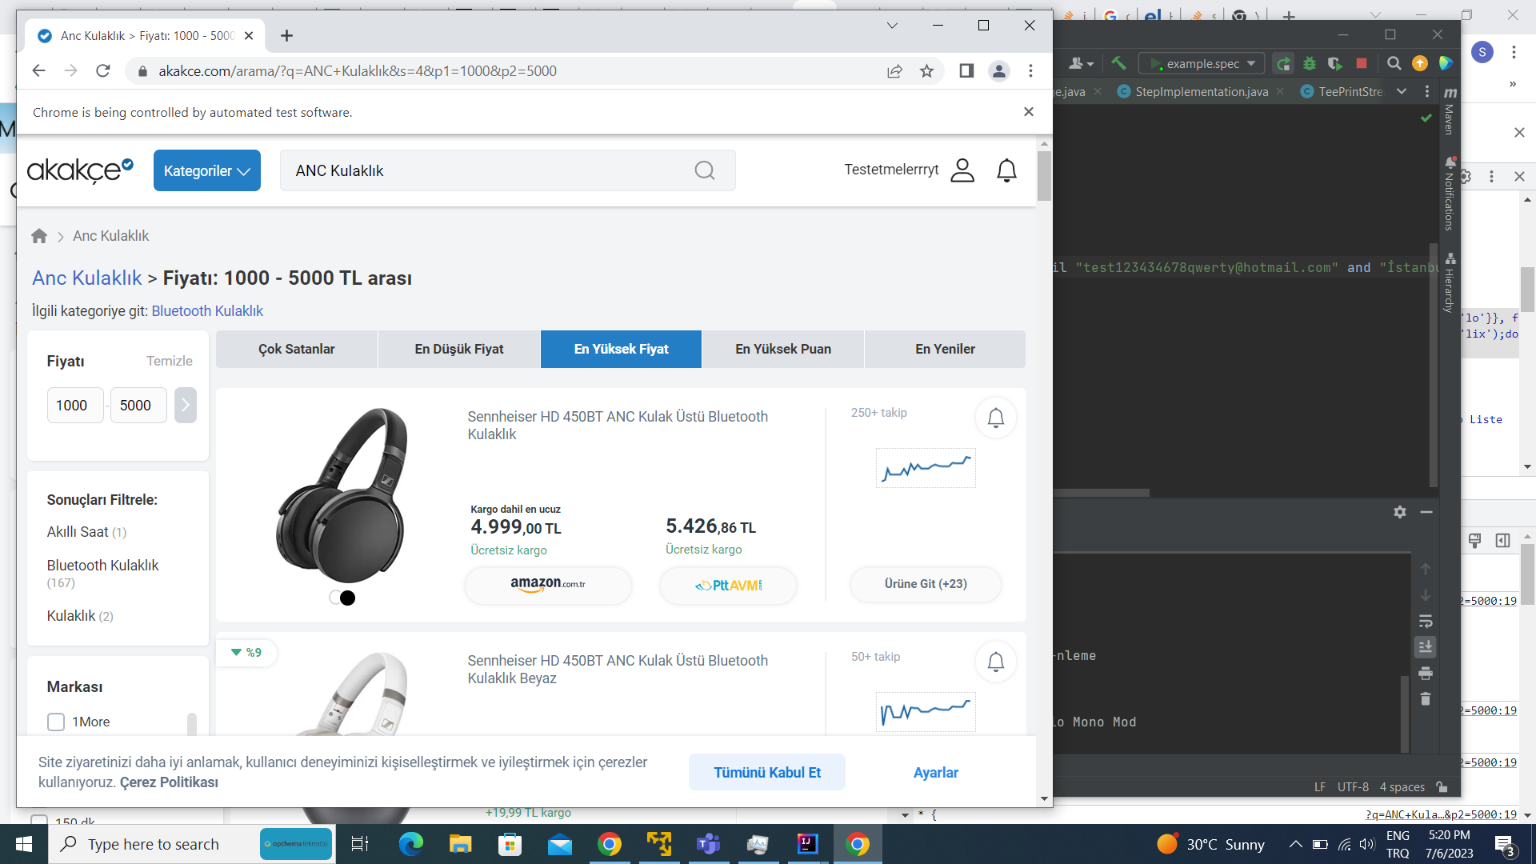 Anc Kulaklık > Fiyatı: 1000 - 5000
akakce.com/arama/?q=ANC+Kulaklık&s=4&p1=1000&p2=5000
Chrome is being controlled by automated test software.
akakçe
Kategoriler
ANC Kulaklık
Testetmelerrryt
Anc Kulaklık
Anc Kulaklık > Fiyatı: 1000 - 5000 TL arası
İlgili kategoriye git: Bluetooth Kulaklık
Fiyatı Temizle
1000 - 5000
Sonuçları Filtrele:
Akıllı Saat (1)
Bluetooth Kulaklık
(167)
Kulaklık (2)
Markası
1More
Çok Satanlar
En Düşük Fiyat
En Yüksek Fiyat
En Yüksek Puan
En Yeniler
Sennheiser HD 450BT ANC Kulak Üstü Bluetooth
Kulaklık
250+ takip
Kargo dahil en ucuz
4.999,00 TL
Ücretsiz kargo
amazon.com.tr
5.426,86 TL
Ücretsiz kargo
PttAVM
Ürüne Git (+23)
%9
Sennheiser HD 450BT ANC Kulak Üstü Bluetooth
Kulaklık Beyaz
50+ takip
Site ziyaretinizi daha iyi anlamak, kullanıcı deneyiminizi kişiselleştirmek ve iyileştirmek için çerezler
kullanıyoruz. Çerez Politikası
Tümünü Kabul Et
Ayarlar
150 dk
+19,99 TL kargo
example.spec
ge.java
StepImplementation.java
TeePrintStre
Maven
Notifications
Hierarchy
il "test123434678qwerty@hotmail.com" and "İstanbu
nleme
o Mono Mod
LF UTF-8 4 spaces
S
'lo'}}, f
'lix');do
Liste
p2=5000:19
p2=5000:19
p2=5000:19
* {
?q=ANC+Kula…&p2=5000:19
Type here to search
30°C Sunny
ENG
TRQ
5:20 PM
7/6/2023
3